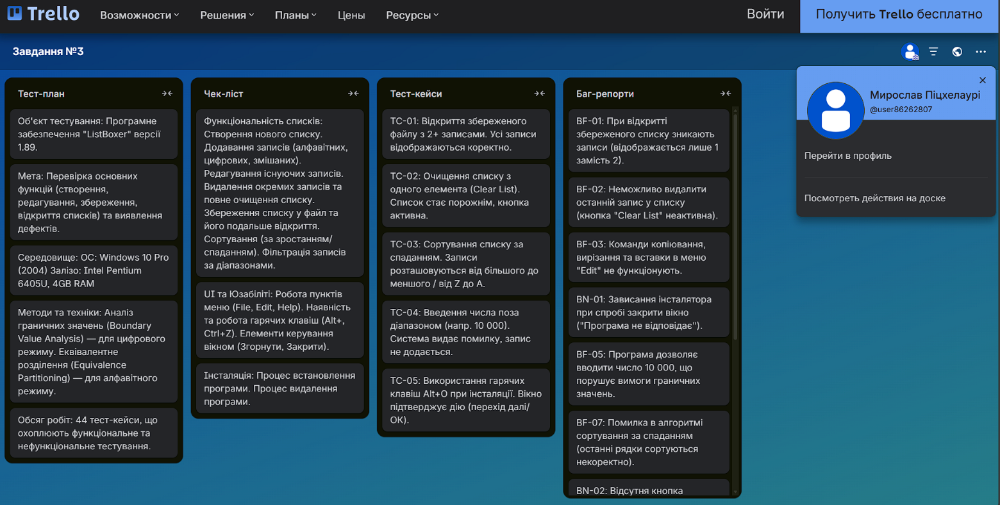 Trello
Возможности
Решения
Планы
Цены
Ресурсы
Войти
Получить Trello бесплатно
Завдання №3
Тест-план
Об'єкт тестування: Програмне
забезпечення "ListBoxer" версії
1.89.
Мета: Перевірка основних
функцій (створення,
редагування, збереження,
відкриття списків) та виявлення
дефектів.
Середовище: ОС: Windows 10 Pro
(2004) Залізо: Intel Pentium
6405U, 4GB RAM
Методи та техніки: Аналіз
граничних значень (Boundary
Value Analysis) — для цифрового
режиму. Еквівалентне
розділення (Equivalence
Partitioning) — для алфавітного
режиму.
Обсяг робіт: 44 тест-кейси, що
охоплюють функціональне та
нефункціональне тестування.
Чек-ліст
Функціональність списків:
Створення нового списку.
Додавання записів (алфавітних,
цифрових, змішаних).
Редагування існуючих записів.
Видалення окремих записів та
повне очищення списку.
Збереження списку у файл та
його подальше відкриття.
Сортування (за зростанням/
спаданням). Фільтрація записів
за діапазонами.
UI та Юзабіліті: Робота пунктів
меню (File, Edit, Help). Наявність
та робота гарячих клавіш (Alt+,
Ctrl+Z). Елементи керування
вікном (Згорнути, Закрити).
Інсталяція: Процес встановлення
програми. Процес видалення
програми.
Тест-кейси
TC-01: Відкриття збереженого
файлу з 2+ записами. Усі записи
відображаються коректно.
TC-02: Очищення списку з
одного елемента (Clear List).
Список стає порожнім, кнопка
активна.
TC-03: Сортування списку за
спаданням. Записи
розташовуються від більшого до
меншого / від Z до A.
TC-04: Введення числа поза
діапазоном (напр. 10 000).
Система видає помилку, запис
не додається.
TC-05: Використання гарячих
клавіш Alt+O при інсталяції. Вікно
підтверджує дію (перехід далі/
ОК).
Баг-репорти
BF-01: При відкритті
збереженого списку зникають
записи (відображається лише 1
замість 2).
BF-02: Неможливо видалити
останній запис у списку
(кнопка "Clear List" неактивна).
BF-03: Команди копіювання,
вирізання та вставки в меню
"Edit" не функціонують.
BN-01: Зависання інсталятора
при спробі закрити вікно
("Програма не відповідає").
BF-05: Програма дозволяє
вводити число 10 000, що
порушує вимоги граничних
значень.
BF-07: Помилка в алгоритмі
сортування за спаданням
(останні рядки сортуються
некоректно).
BN-02: Відсутня кнопка
Мирослав Піцхелаурі
@user86262807
Перейти в профиль
Посмотреть действия на доске